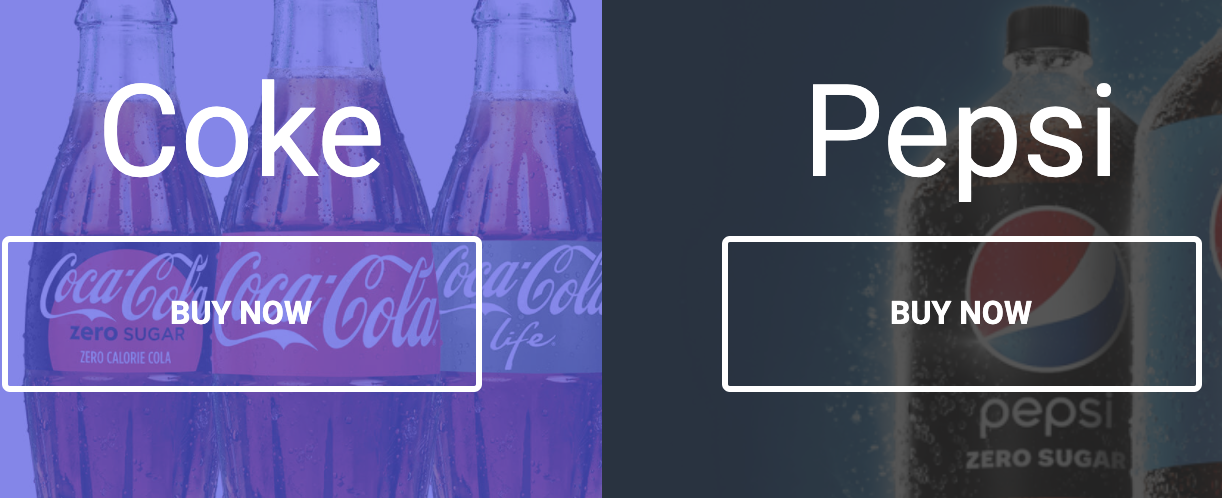 Coke
BUY NOW
Coca-Cola
zero SUGAR
ZERO CALORIE COLA
Coca-Cola
Coca-Cola
life.
Pepsi
BUY NOW
pepsi
ZERO SUGAR